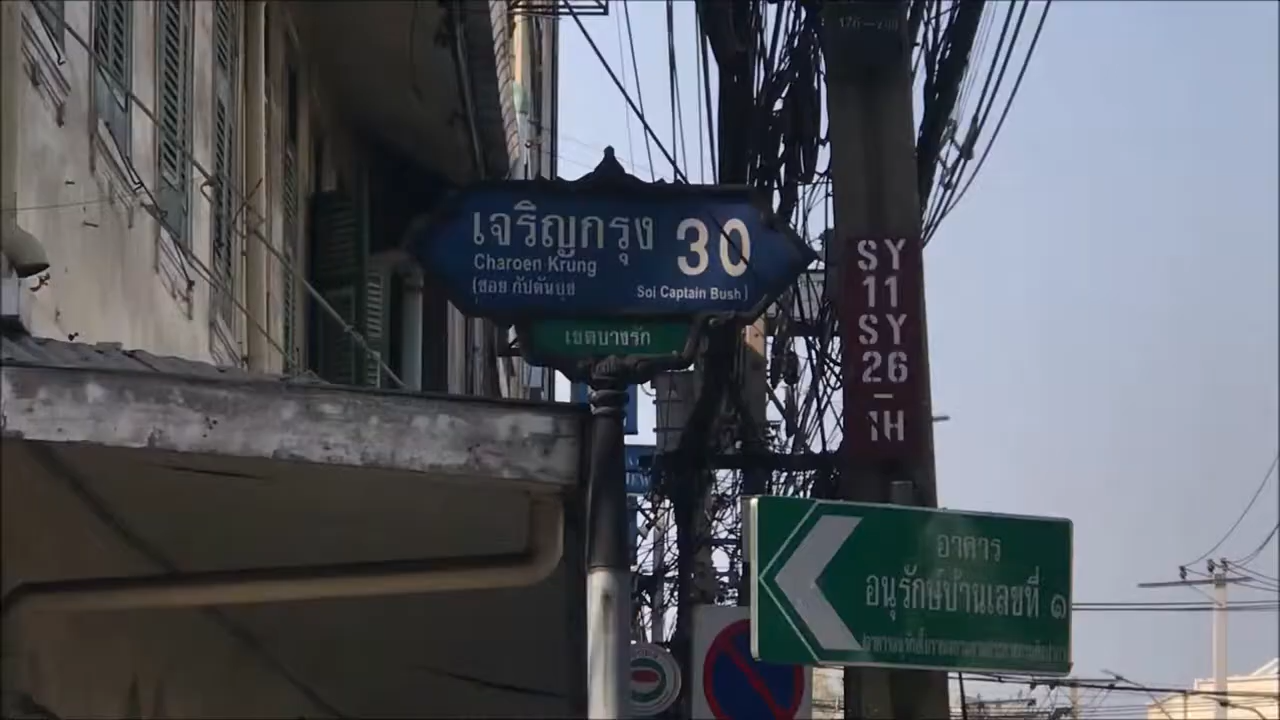 เจริญกรุง 30
Charoen Krung
(ซอย กัปตันบุช Soi Captain Bush)
เขตบางรัก
SY
11
SY
26
–
1H
อาคาร
อนุรักษ์บ้านเลขที่ ๑